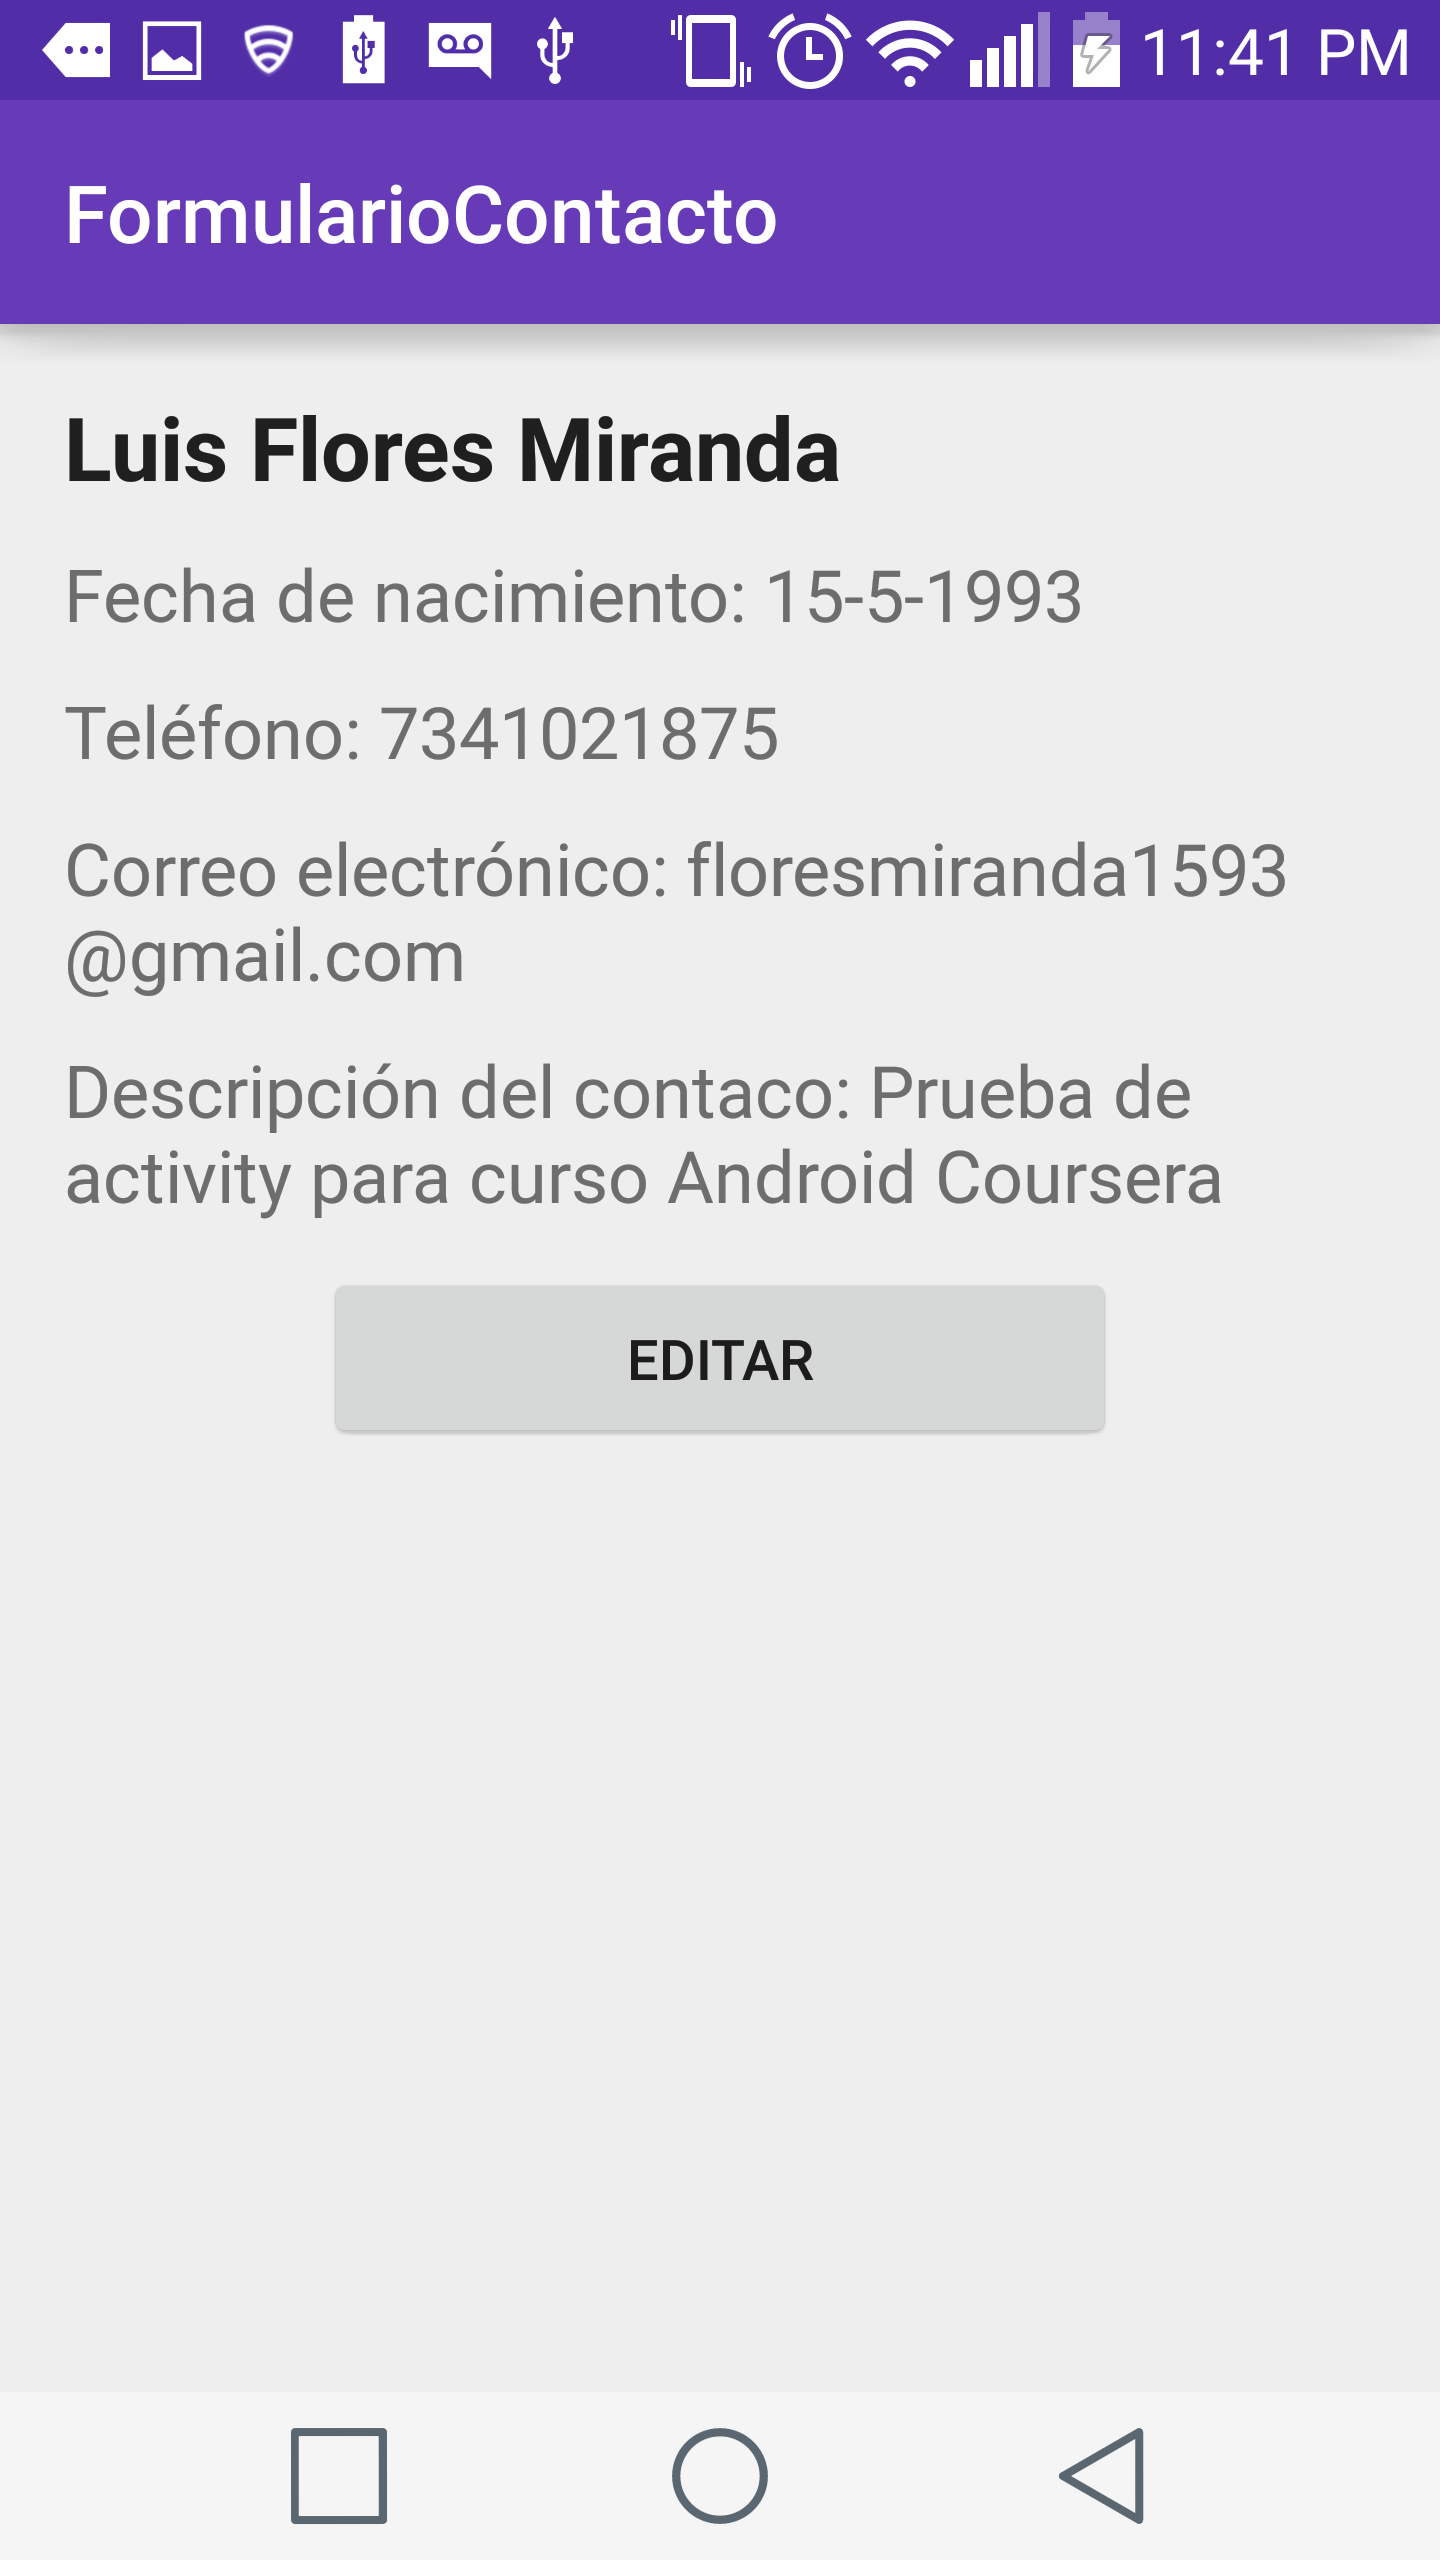 11:41 PM
FormularioContacto
Luis Flores Miranda
Fecha de nacimiento: 15-5-1993
Teléfono: 7341021875
Correo electrónico: floresmiranda1593
@gmail.com
Descripción del contaco: Prueba de
activity para curso Android Coursera
EDITAR